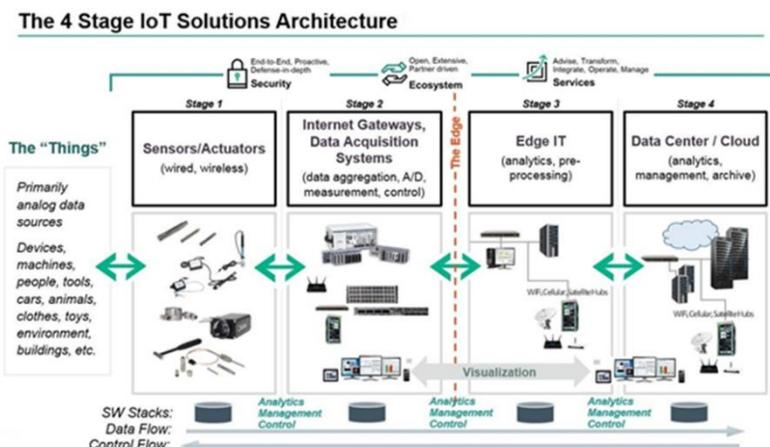 The 4 Stage IoT Solutions Architecture
End-to-End, Proactive,
Defense-in-depth
Security
Open, Extensive,
Partner driven
Ecosystem
Advise, Transform,
Integrate, Operate, Manage
Services
The "Things"
Primarily
analog data
sources
Devices,
machines,
people, tools,
cars, animals,
clothes, toys,
environment,
buildings, etc.
Stage 1
Sensors/Actuators
(wired, wireless)
Stage 2
Internet Gateways,
Data Acquisition
Systems
(data aggregation, A/D,
measurement, control)
The Edge
Stage 3
Edge IT
(analytics, pre-
processing)
Stage 4
Data Center / Cloud
(analytics,
management, archive)
WiFi, Cellular, Satellite Hubs
WiFi, Cellular, Satellite Hubs
Visualization
SW Stacks:
Analytics
Management
Control
Analytics
Management
Control
Analytics
Management
Control
Data Flow:
Control Flow: